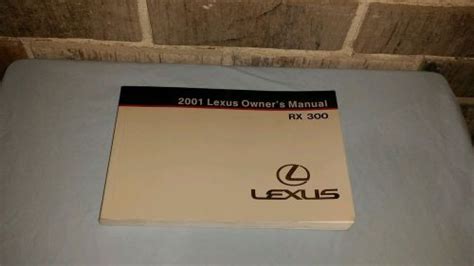 2001 Lexus Owner's Manual
RX 300
LEXUS